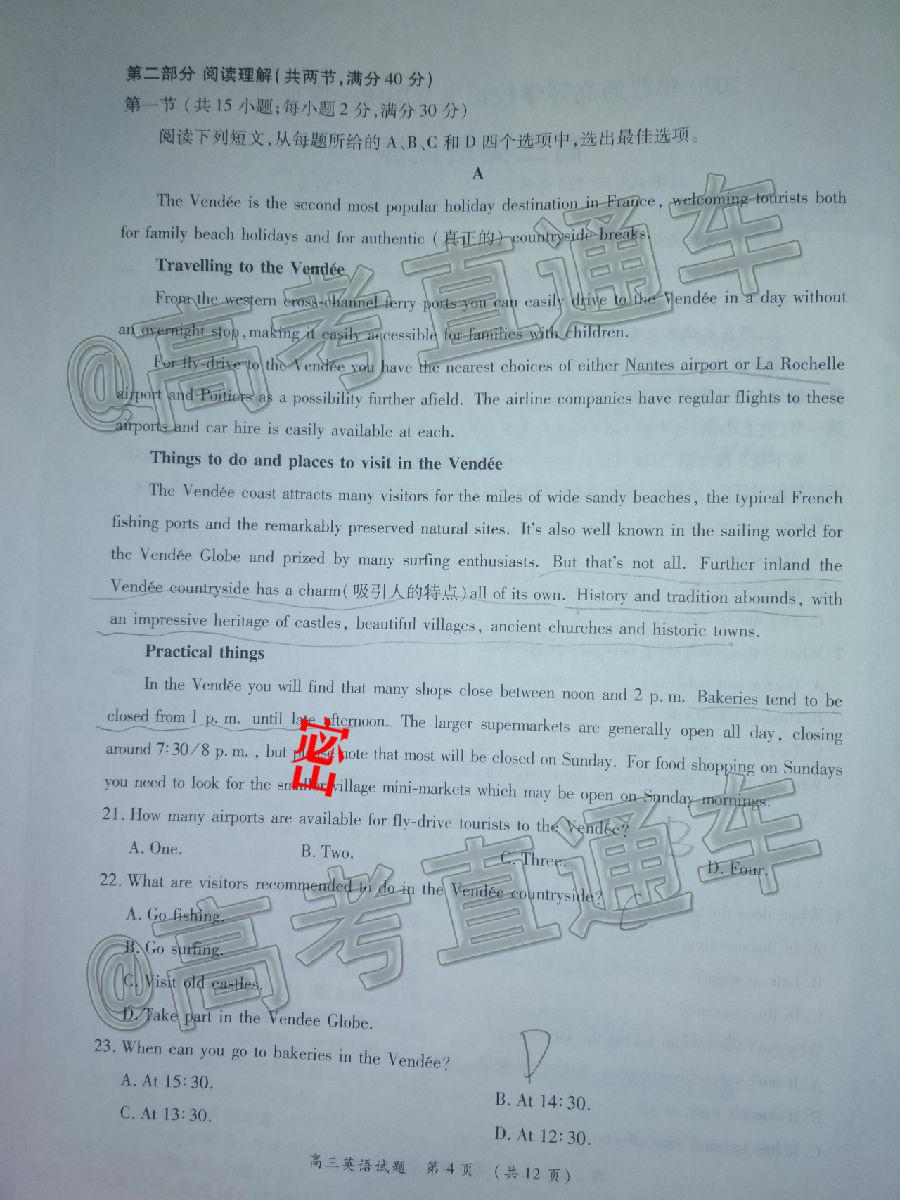 第二部分 阅读理解(共两节,满分40分)
第一节 (共15小题;每小题2分,满分30分)
阅读下列短文,从每题所给的A、B、C和D四个选项中,选出最佳选项。
A
The Vendée is the second most popular holiday destination in France, welcoming tourists both
for family beach holidays and for authentic (真正的) countryside breaks.
Travelling to the Vendée
From the western cross-channel ferry ports you can easily drive to the Vendée in a day without
an overnight stop, making it easily accessible for families with children.
For fly-drive to the Vendée you have the nearest choices of either Nantes airport or La Rochelle
airport and Poitiers as a possibility further afield. The airline companies have regular flights to these
airports and car hire is easily available at each.
Things to do and places to visit in the Vendée
The Vendée coast attracts many visitors for the miles of wide sandy beaches, the typical French
fishing ports and the remarkably preserved natural sites. It's also well known in the sailing world for
the Vendée Globe and prized by many surfing enthusiasts. But that's not all. Further inland the
Vendée countryside has a charm(吸引人的特点)all of its own. History and tradition abounds, with
an impressive heritage of castles, beautiful villages, ancient churches and historic towns.
Practical things
In the Vendée you will find that many shops close between noon and 2 p. m. Bakeries tend to be
closed from 1 p. m. until late afternoon. The larger supermarkets are generally open all day, closing
around 7:30/8 p. m. , but please note that most will be closed on Sunday. For food shopping on Sundays
you need to look for the smaller village mini-markets which may be open on Sunday mornings.
密
21. How many airports are available for fly-drive tourists to the Vendée?
B
A. One. B. Two. C. Three. D. Four.
22. What are visitors recommended to do in the Vendée countryside?
C
A. Go fishing.
B. Go surfing.
C. Visit old castles.
D. Take part in the Vendee Globe.
23. When can you go to bakeries in the Vendée?
D
A. At 15:30. B. At 14:30.
C. At 13:30. D. At 12:30.
高三英语试题 第4页 (共12页)
@高考直通车
@高考直通车